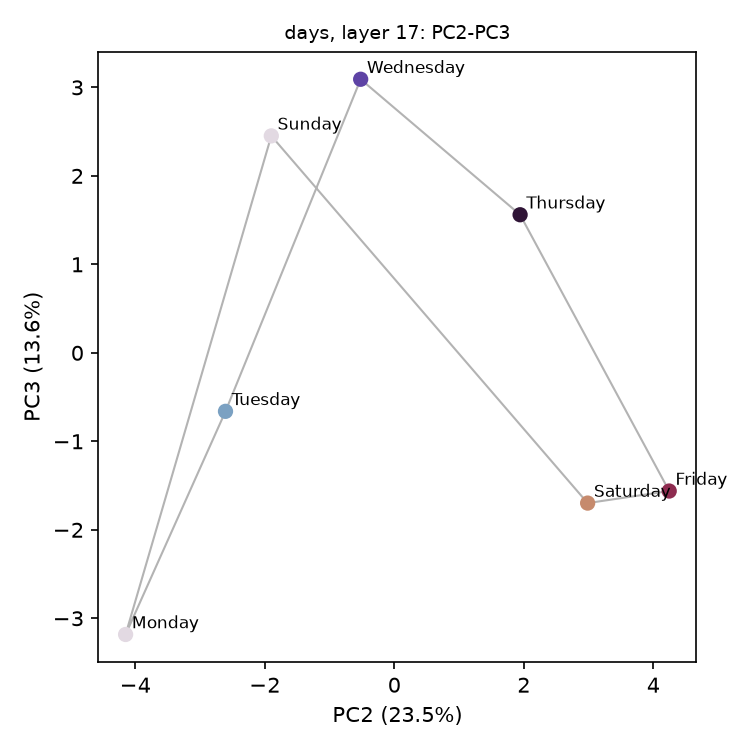 days, layer 17: PC2-PC3
Wednesday
Sunday
Thursday
Tuesday
Friday
Saturday
Monday
3
2
1
0
−1
−2
−3
PC3 (13.6%)
−4
−2
0
2
4
PC2 (23.5%)